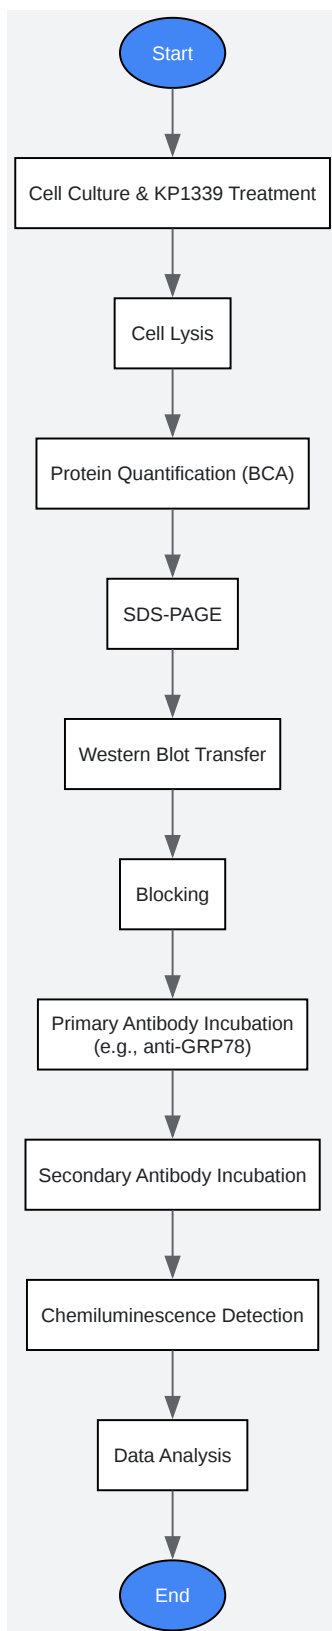 Start
Cell Culture & KP1339 Treatment
Cell Lysis
Protein Quantification (BCA)
SDS-PAGE
Western Blot Transfer
Blocking
Primary Antibody Incubation
(e.g., anti-GRP78)
Secondary Antibody Incubation
Chemiluminescence Detection
Data Analysis
End